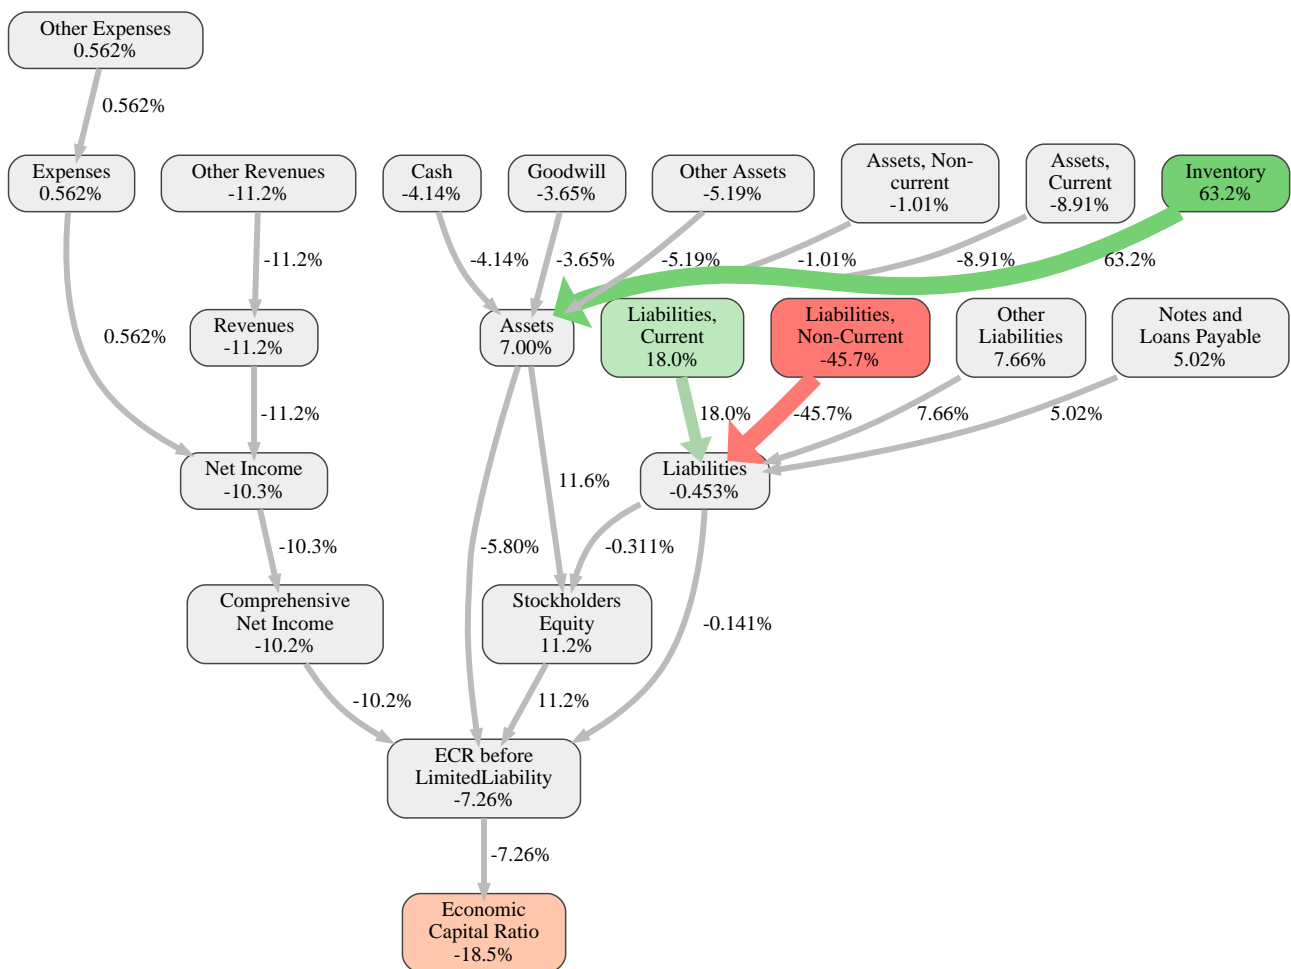 Other Expenses
0.562%
0.562%
Expenses
0.562%
Other Revenues
-11.2%
Cash
-4.14%
Goodwill
-3.65%
Other Assets
-5.19%
Assets, Non-
current
-1.01%
Assets,
Current
-8.91%
Inventory
63.2%
-11.2%
-4.14%
-3.65%
-5.19%
-1.01%
-8.91%
63.2%
0.562%
Revenues
-11.2%
Assets
7.00%
Liabilities,
Current
18.0%
Liabilities,
Non-Current
-45.7%
Other
Liabilities
7.66%
Notes and
Loans Payable
5.02%
-11.2%
18.0%
-45.7%
7.66%
5.02%
Net Income
-10.3%
11.6%
Liabilities
-0.453%
-10.3%
-5.80%
-0.311%
Comprehensive
Net Income
-10.2%
Stockholders
Equity
11.2%
-0.141%
-10.2%
11.2%
ECR before
LimitedLiability
-7.26%
-7.26%
Economic
Capital Ratio
-18.5%